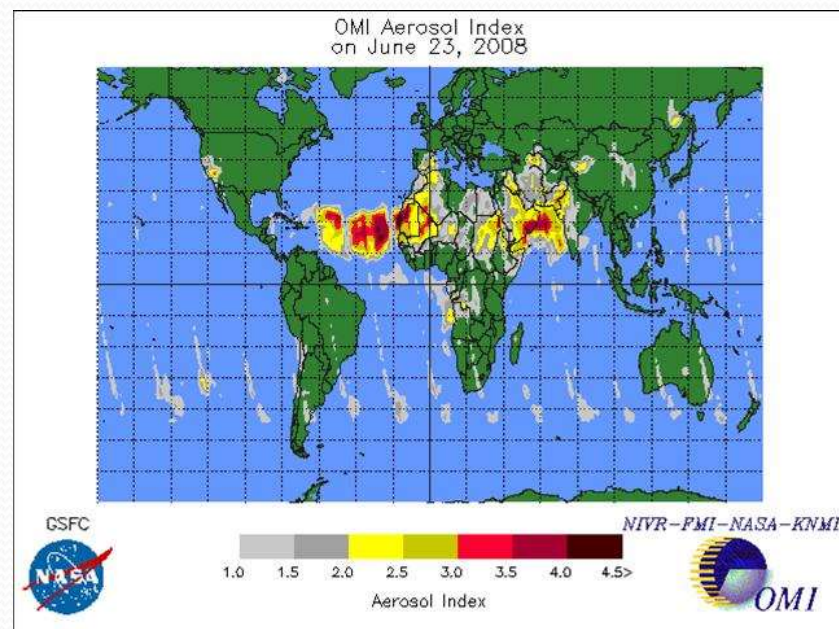 OMI Aerosol Index
on June 23, 2008
GSFC
NASA
NIVR-FMI-NASA-KNMI
1.0 1.5 2.0 2.5 3.0 3.5 4.0 4.5>
Aerosol Index
OMI